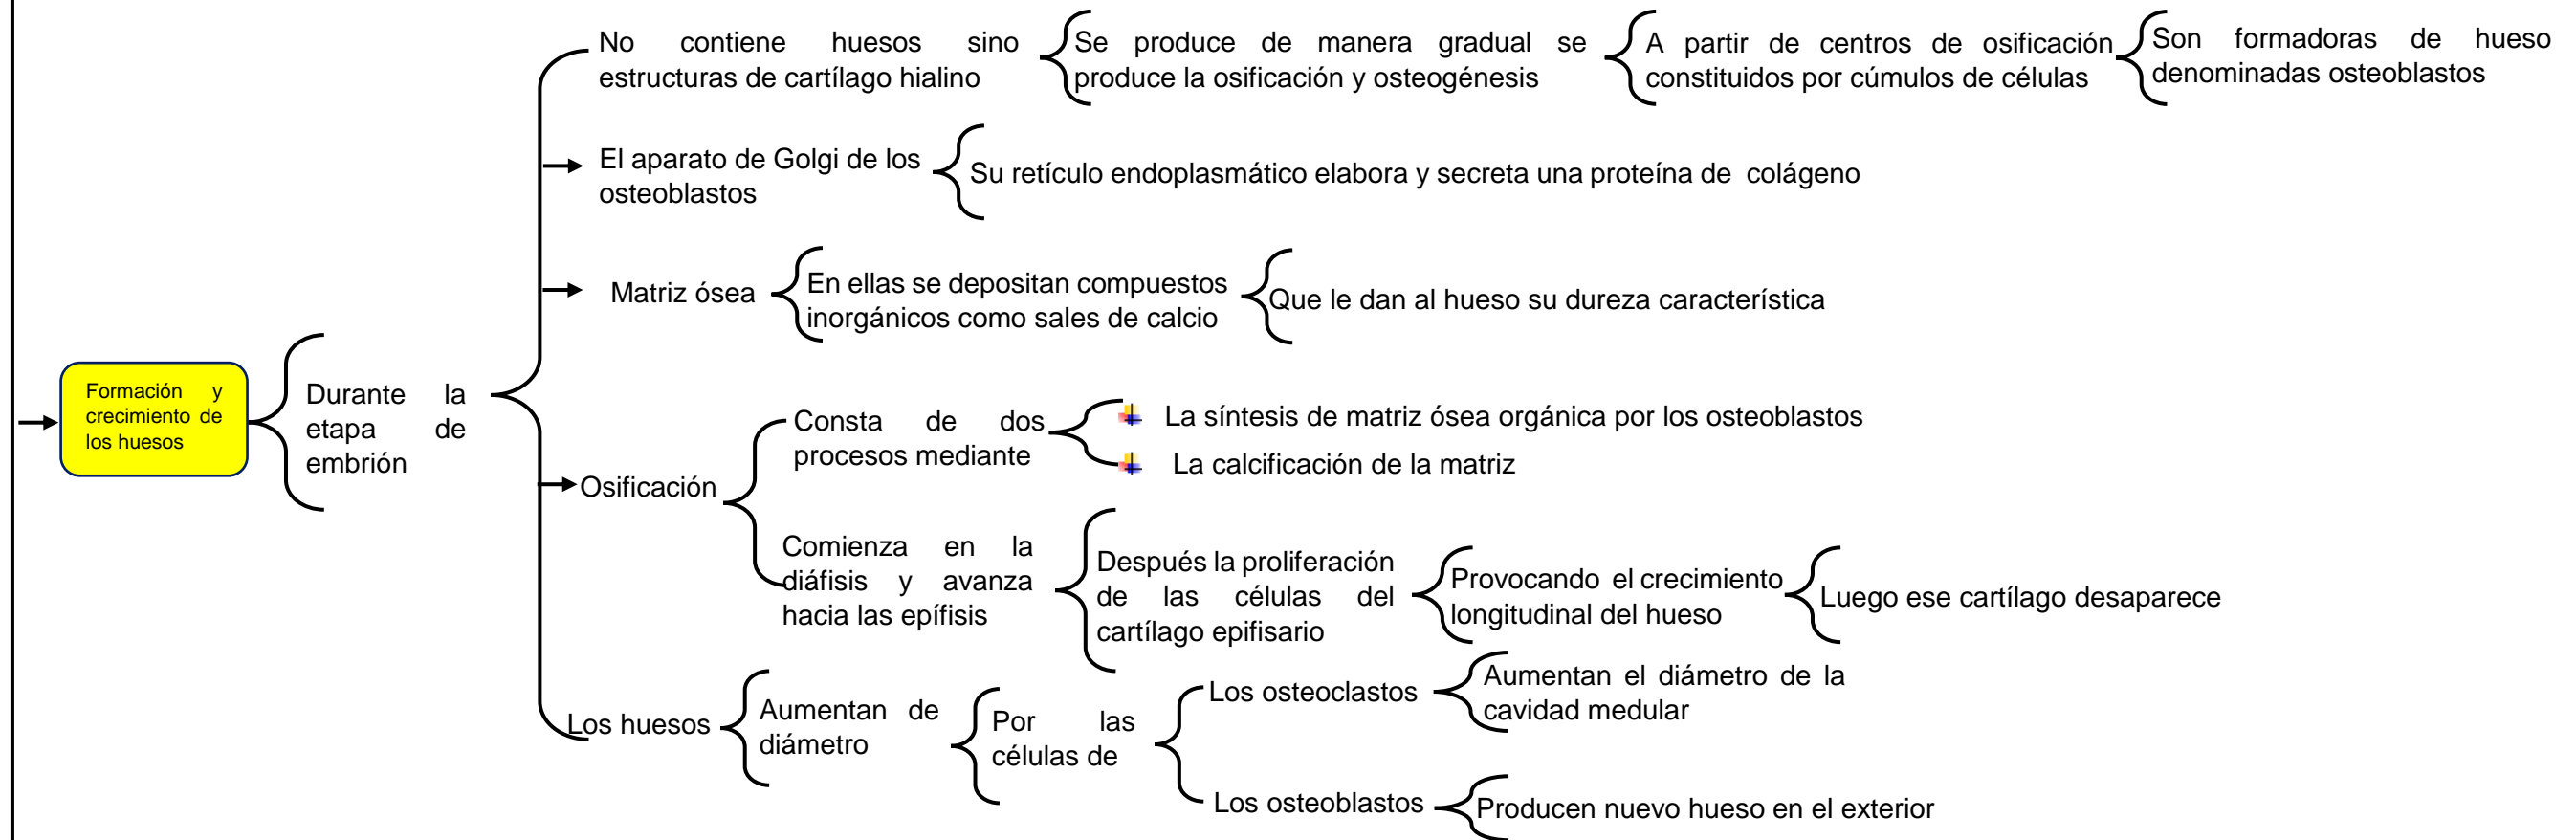 Formación y
crecimiento de
los huesos
Durante la
etapa de
embrión
No contiene huesos sino
estructuras de cartílago hialino
Se produce de manera gradual se
produce la osificación y osteogénesis
A partir de centros de osificación
constituidos por cúmulos de células
Son formadoras de hueso
denominadas osteoblastos
El aparato de Golgi de los
osteoblastos
Su retículo endoplasmático elabora y secreta una proteína de colágeno
Matriz ósea
En ellas se depositan compuestos
inorgánicos como sales de calcio
Que le dan al hueso su dureza característica
Osificación
Consta de dos
procesos mediante
La síntesis de matriz ósea orgánica por los osteoblastos
La calcificación de la matriz
Comienza en la
diáfisis y avanza
hacia las epífisis
Después la proliferación
de las células del
cartílago epifisario
Provocando el crecimiento
longitudinal del hueso
Luego ese cartílago desaparece
Los huesos
Aumentan de
diámetro
Por las
células de
Los osteoclastos
Aumentan el diámetro de la
cavidad medular
Los osteoblastos
Producen nuevo hueso en el exterior